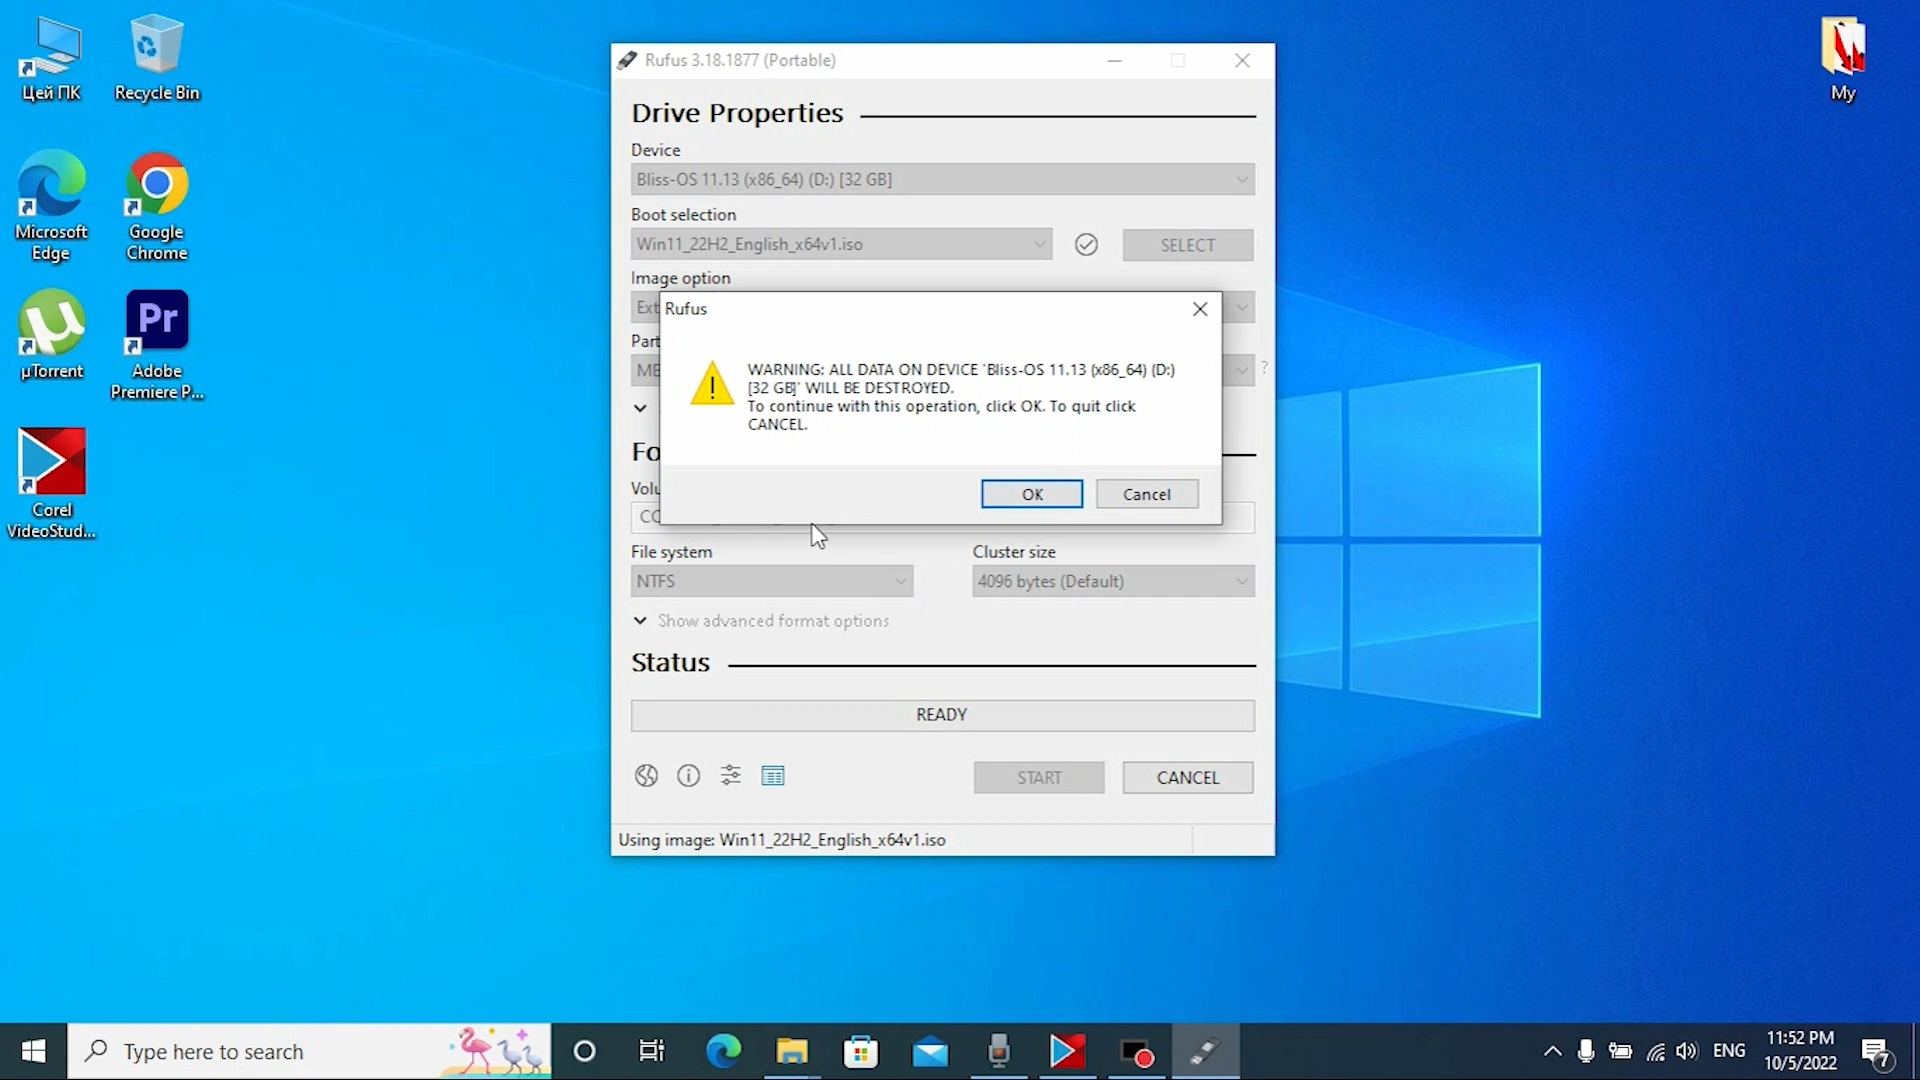 Цей ПК
Recycle Bin
Microsoft
Edge
Google
Chrome
µTorrent
Pr
Adobe
Premiere P...
Corel
VideoStud...
My
Rufus 3.18.1877 (Portable)
Drive Properties
Device
Bliss-OS 11.13 (x86_64) (D:) [32 GB]
Boot selection
Win11_22H2_English_x64v1.iso
SELECT
Image option
Ext
Part
?
Rufus
WARNING: ALL DATA ON DEVICE 'Bliss-OS 11.13 (x86_64) (D:)
[32 GB]' WILL BE DESTROYED.
To continue with this operation, click OK. To quit click
CANCEL.
OK
Cancel
Fo
Volu
File system
Cluster size
NTFS
4096 bytes (Default)
Show advanced format options
Status
READY
START
CANCEL
Using image: Win11_22H2_English_x64v1.iso
Type here to search
ENG
11:52 PM
10/5/2022
7